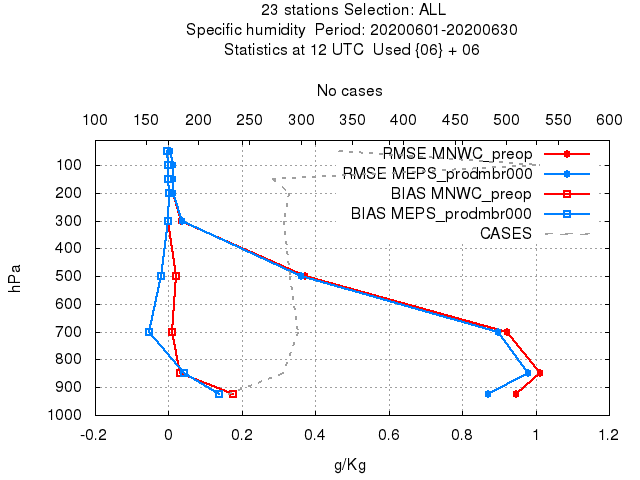 23 stations Selection: ALL
Specific humidity  Period: 20200601-20200630
Statistics at 12 UTC  Used {06} + 06
No cases
100 150 200 250 300 350 400 450 500 550 600
RMSE MNWC_preop
RMSE MEPS_prodmbr000
BIAS MNWC_preop
BIAS MEPS_prodmbr000
CASES
hPa
100
200
300
400
500
600
700
800
900
1000
-0.2 0 0.2 0.4 0.6 0.8 1 1.2
g/Kg